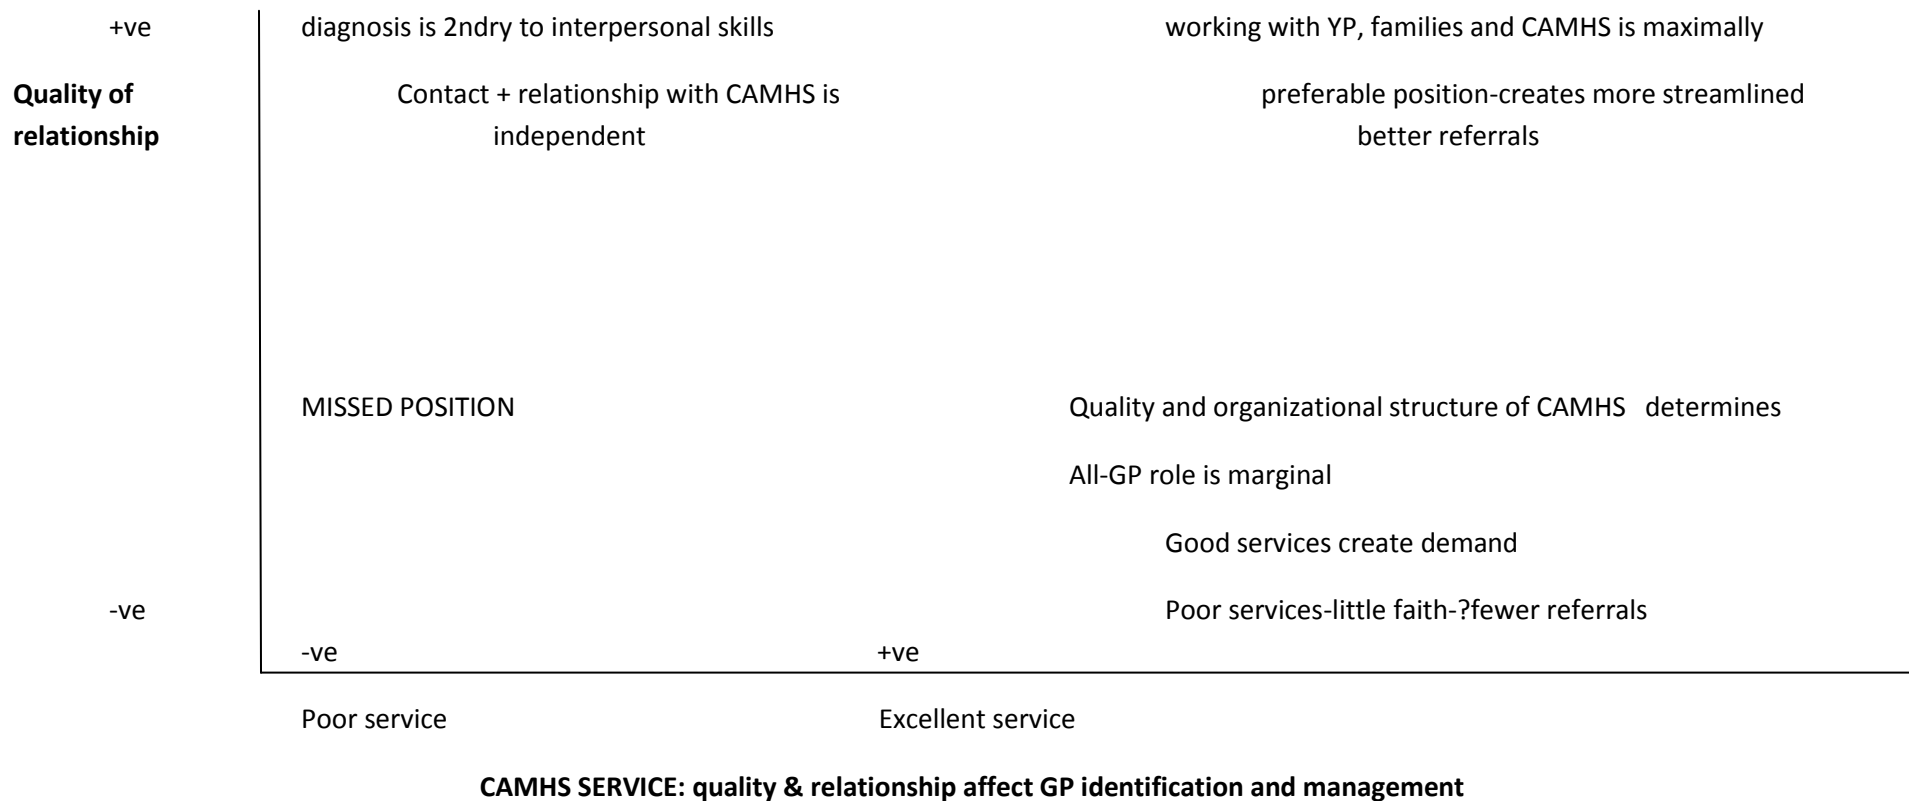 +ve diagnosis is 2ndry to interpersonal skills working with YP, families and CAMHS is maximally
Quality of Contact + relationship with CAMHS is preferable position-creates more streamlined
relationship independent better referrals
MISSED POSITION Quality and organizational structure of CAMHS determines
All-GP role is marginal
Good services create demand
-ve Poor services-little faith-?fewer referrals
-ve +ve
Poor service Excellent service
CAMHS SERVICE: quality & relationship affect GP identification and management